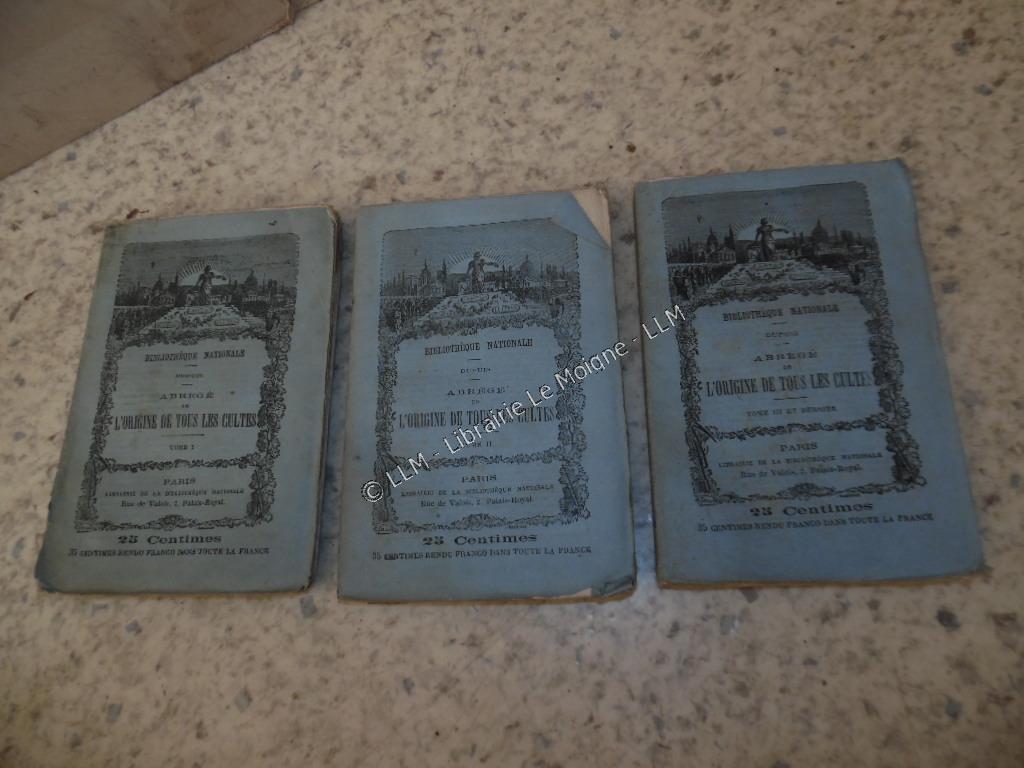 BIBLIOTHÈQUE NATIONALE
DUPUIS
ABRÉGÉ
DE
L'ORIGINE DE TOUS LES CULTES
TOME I
PARIS
LIBRAIRIE DE LA BIBLIOTHÈQUE NATIONALE
Rue de Valois, 2, Palais-Royal
25 Centimes
35 CENTIMES RENDU FRANCO DANS TOUTE LA FRANCE
BIBLIOTHÈQUE NATIONALE
DUPUIS
ABRÉGÉ
DE
L'ORIGINE DE TOUS LES CULTES
TOME II
PARIS
LIBRAIRIE DE LA BIBLIOTHÈQUE NATIONALE
Rue de Valois, 2, Palais-Royal
25 Centimes
35 CENTIMES RENDU FRANCO DANS TOUTE LA FRANCE
BIBLIOTHÈQUE NATIONALE
DUPUIS
ABRÉGÉ
DE
L'ORIGINE DE TOUS LES CULTES
TOME III ET DERNIER
PARIS
LIBRAIRIE DE LA BIBLIOTHÈQUE NATIONALE
Rue de Valois, 2, Palais-Royal
25 Centimes
35 CENTIMES RENDU FRANCO DANS TOUTE LA FRANCE
© LLM - Librairie Le Moigne - LLM